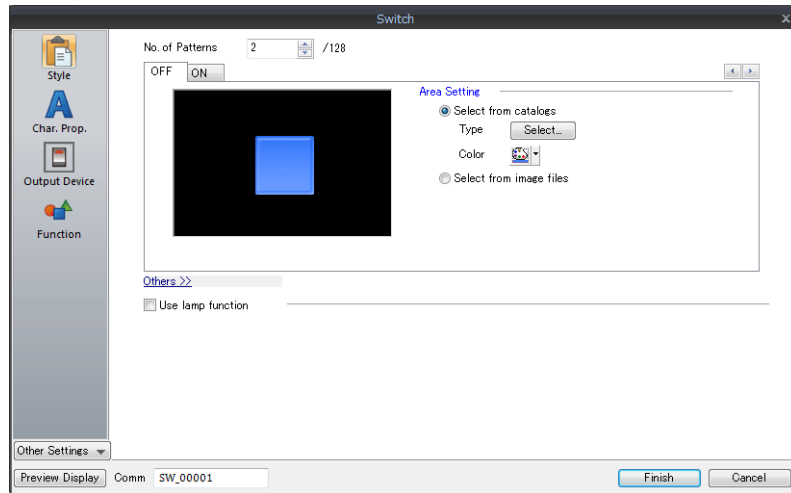 Switch
No. of Patterns 2 /128
OFF ON
Style
Area Setting
Select from catalogs
Type Select...
Color
Select from image files
Char. Prop.
Output Device
Function
Others >>
Use lamp function
Other Settings
Preview Display Comm SW_00001 Finish Cancel